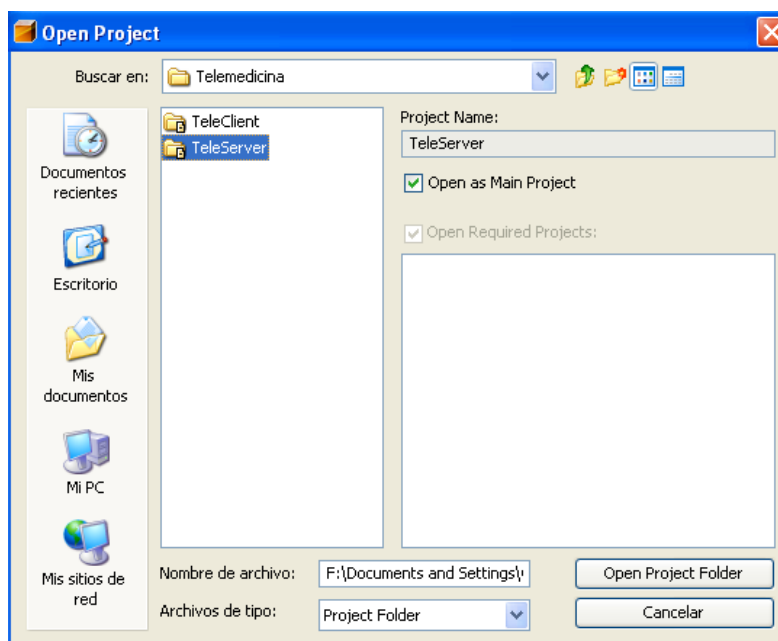 Open Project
Buscar en:
Telemedicina
Documentos
recientes
Escritorio
Mis
documentos
Mi PC
Mis sitios de
red
TeleClient
TeleServer
Project Name:
TeleServer
Open as Main Project
Open Required Projects:
Nombre de archivo:
F:\Documents and Settings\
Open Project Folder
Archivos de tipo:
Project Folder
Cancelar